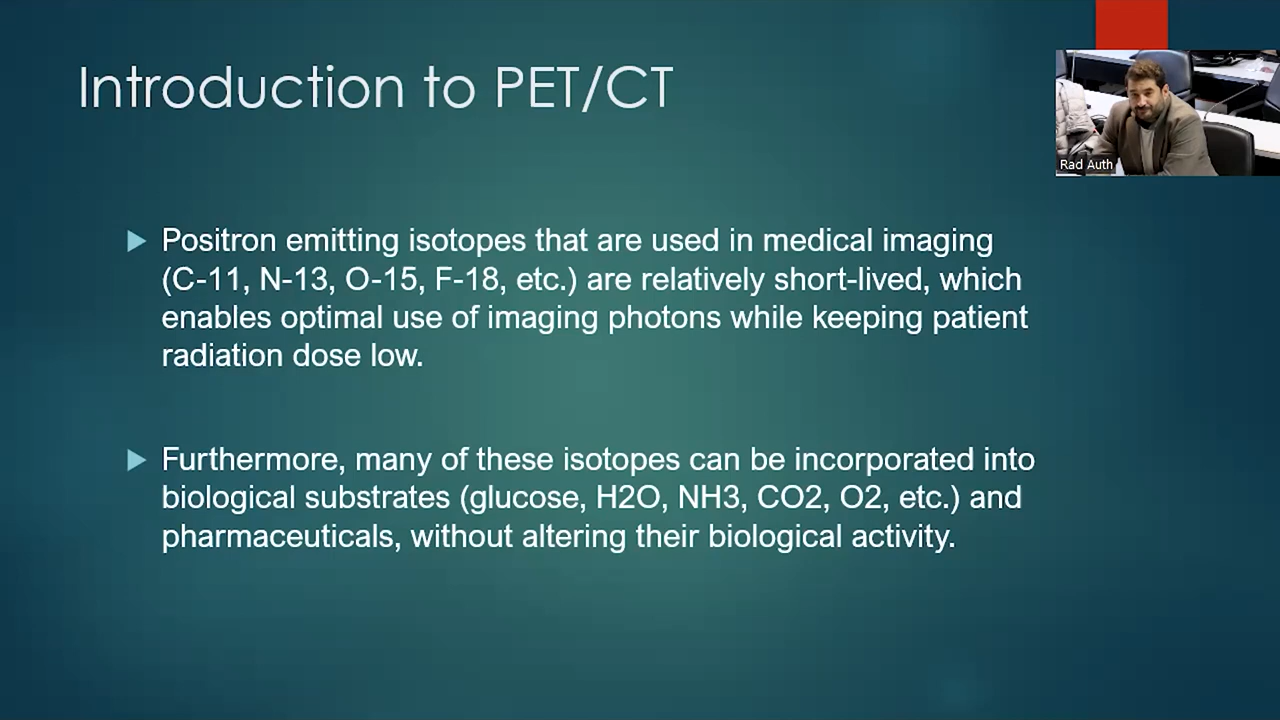 Introduction to PET/CT
Rad Auth
Positron emitting isotopes that are used in medical imaging
(C-11, N-13, O-15, F-18, etc.) are relatively short-lived, which
enables optimal use of imaging photons while keeping patient
radiation dose low.
Furthermore, many of these isotopes can be incorporated into
biological substrates (glucose, H2O, NH3, CO2, O2, etc.) and
pharmaceuticals, without altering their biological activity.